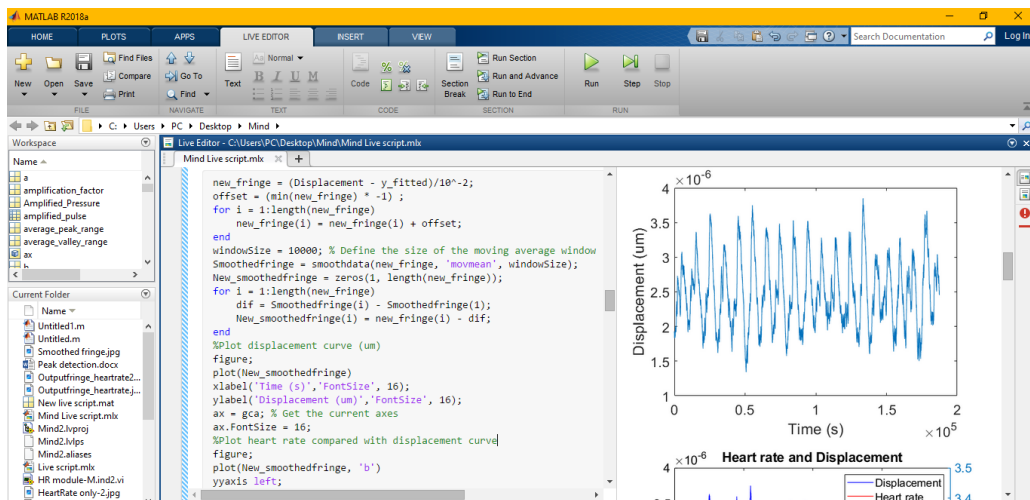 MATLAB R2018a
HOME PLOTS APPS LIVE EDITOR INSERT VIEW
Search Documentation Log In
New Open Save Find Files Compare Print
Go To Find
Text Normal B I U M
Code
Section Break Run Section Run and Advance Run to End
Run Step Stop
FILE NAVIGATE TEXT CODE SECTION RUN
C: Users PC Desktop Mind
Workspace
Name
a
amplification_factor
Amplified_Pressure
amplified_pulse
average_peak_range
average_valley_range
ax
Current Folder
Name
Untitled1.m
Untitled.m
Smoothed fringe.jpg
Peak detection.docx
Outputfringe_heartrate2...
Outputfringe_heartrate.j...
New live script.mat
Mind Live script.mlx
Mind2.lvproj
Mind2.lvlps
Mind2.aliases
Live script.mlx
HR module-M.ind2.vi
HeartRate only-2.jpg
Live Editor - C:\Users\PC\Desktop\Mind\Mind Live script.mlx
Mind Live script.mlx
new_fringe = (Displacement - y_fitted)/10^-2;
offset = (min(new_fringe) * -1) ;
for i = 1:length(new_fringe)
new_fringe(i) = new_fringe(i) + offset;
end
windowSize = 10000; % Define the size of the moving average window
Smoothedfringe = smoothdata(new_fringe, 'movmean', windowSize);
New_smoothedfringe = zeros(1, length(new_fringe));
for i = 1:length(new_fringe)
dif = Smoothedfringe(i) - Smoothedfringe(1);
New_smoothedfringe(i) = new_fringe(i) - dif;
end
%Plot displacement curve (um)
figure;
plot(New_smoothedfringe)
xlabel('Time (s)','FontSize', 16);
ylabel('Displacement (um)','FontSize', 16);
ax = gca; % Get the current axes
ax.FontSize = 16;
%Plot heart rate compared with displacement curve
figure;
plot(New_smoothedfringe, 'b')
yyaxis left;
×10^-6
4
3.5
3
2.5
2
1.5
1
Displacement (um)
0 0.5 1 1.5 2
Time (s)
×10^5
×10^-6
Heart rate and Displacement
4
3.5
3.4
Displacement
Heart rate